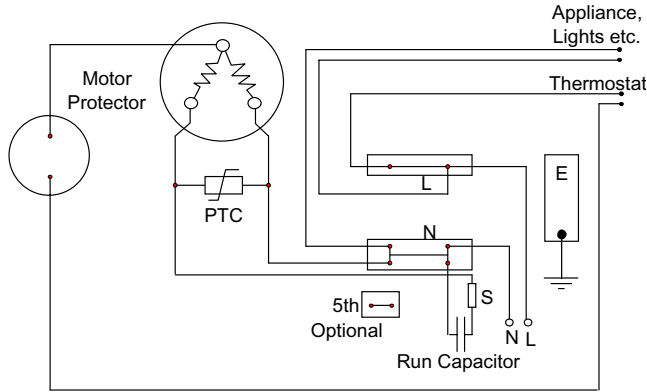 Appliance,
Lights etc.
Motor
Protector
Thermostat
L
E
PTC
N
5th
Optional
S
N L
Run Capacitor